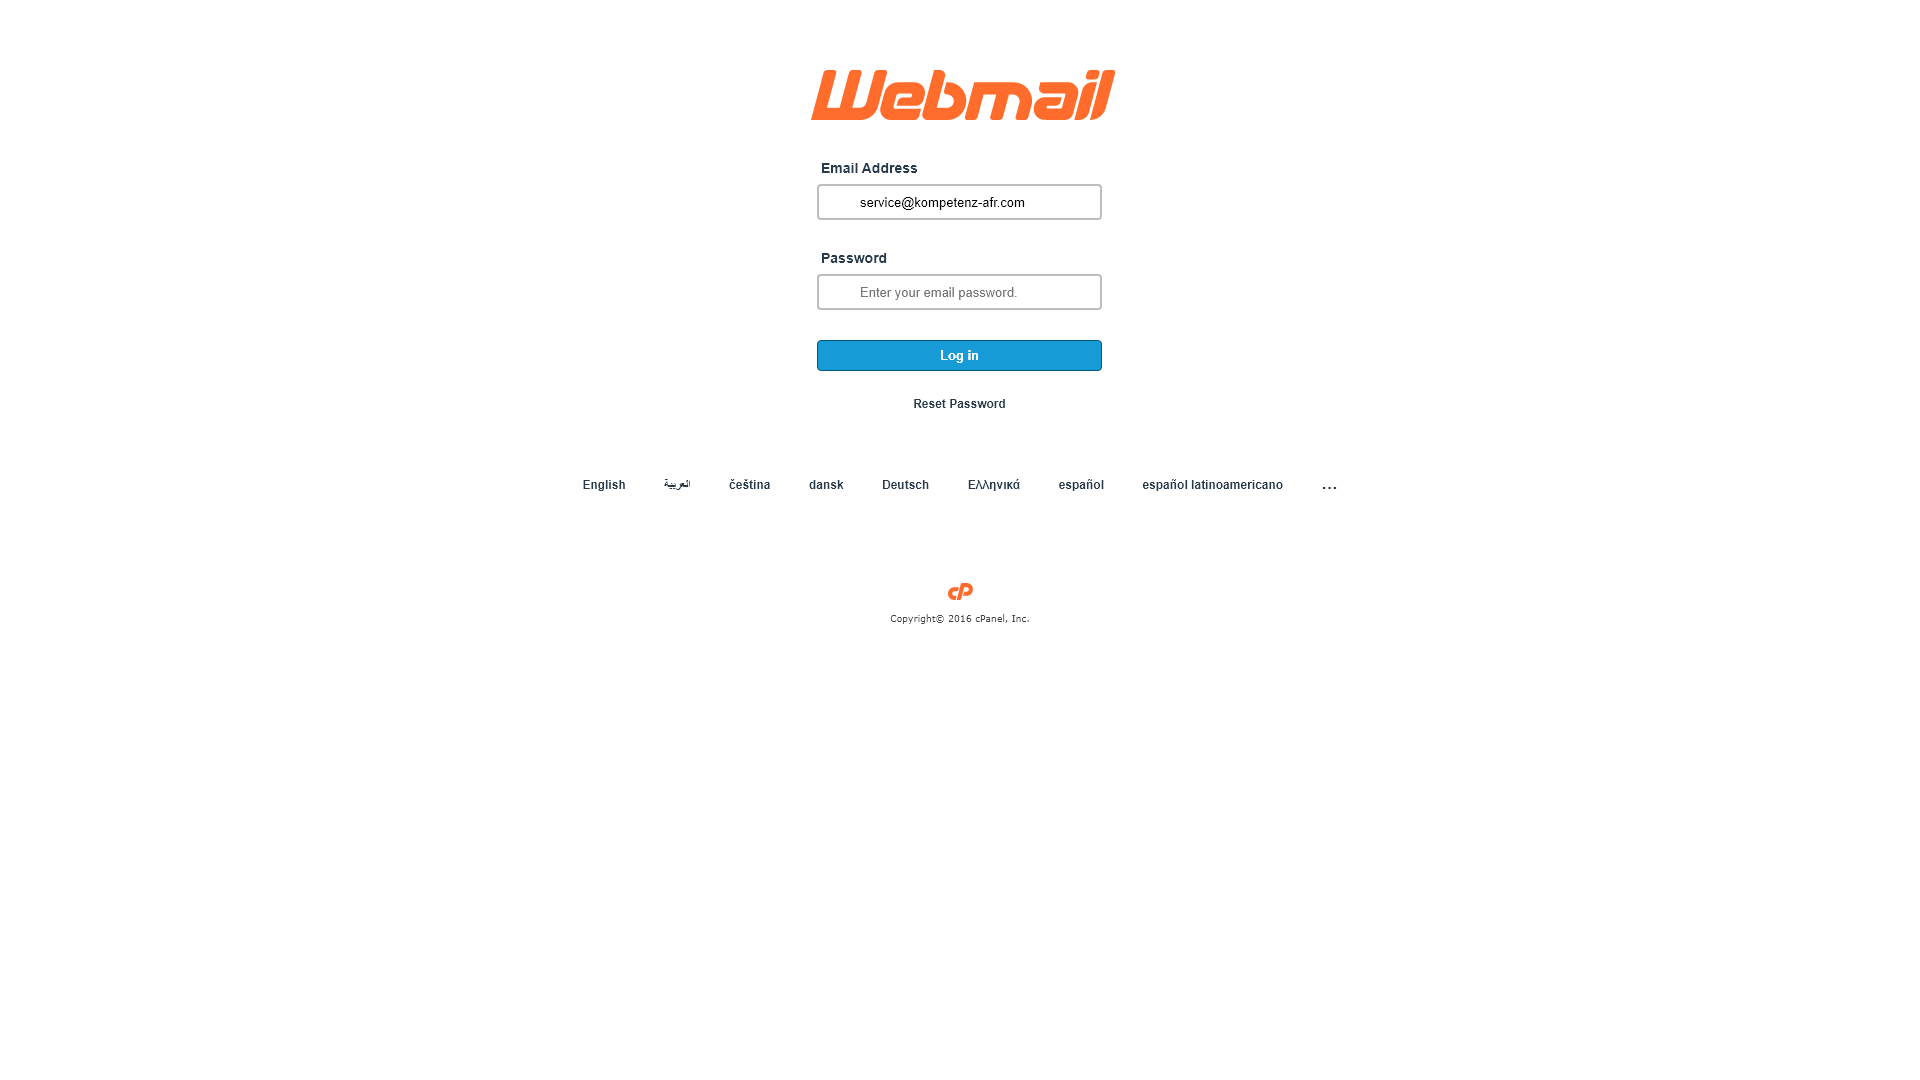 Webmail
Email Address
service@kompetenz-afr.com
Password
Enter your email password.
Log in
Reset Password
English العربية čeština dansk Deutsch Ελληνικά español español latinoamericano ...
cP
Copyright© 2016 cPanel, Inc.